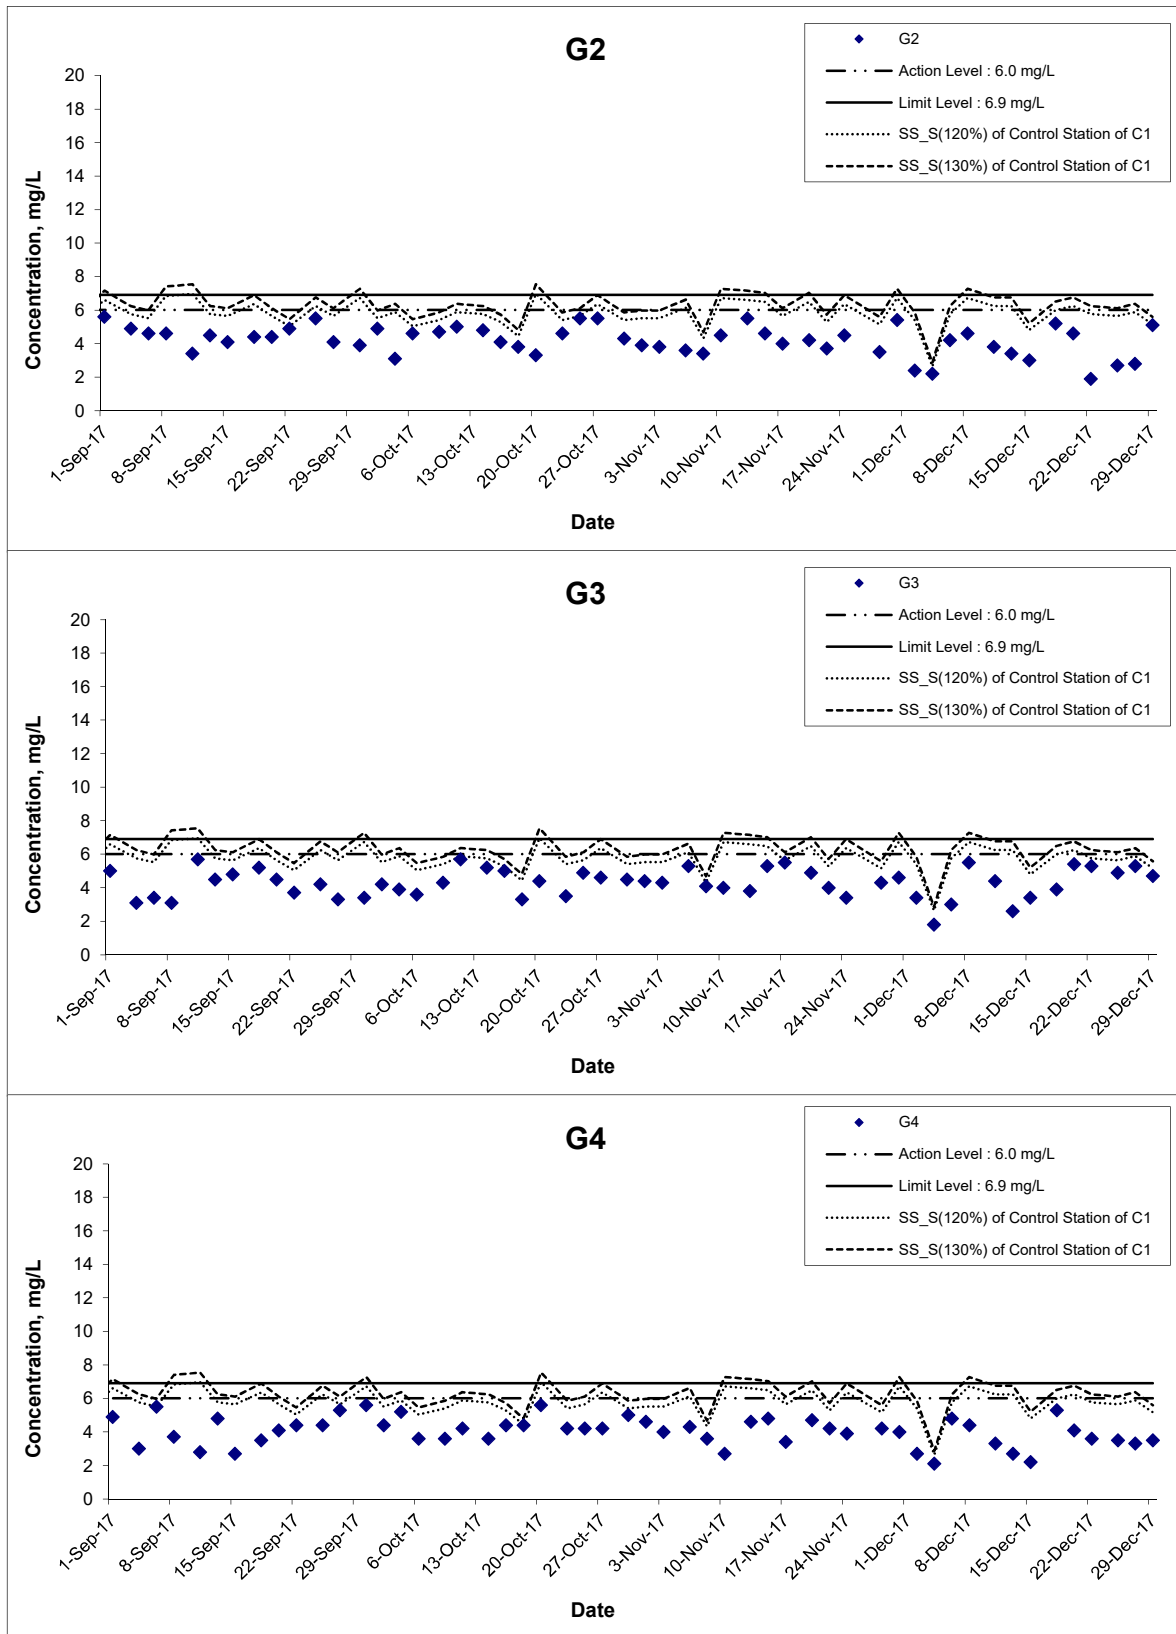 G2
G2
Action Level : 6.0 mg/L
Limit Level : 6.9 mg/L
SS_S(120%) of Control Station of C1
SS_S(130%) of Control Station of C1
Concentration, mg/L
20
18
16
14
12
10
8
6
4
2
0
1-Sep-17
8-Sep-17
15-Sep-17
22-Sep-17
29-Sep-17
6-Oct-17
13-Oct-17
20-Oct-17
27-Oct-17
3-Nov-17
10-Nov-17
17-Nov-17
24-Nov-17
1-Dec-17
8-Dec-17
15-Dec-17
22-Dec-17
29-Dec-17
Date
G3
G3
Action Level : 6.0 mg/L
Limit Level : 6.9 mg/L
SS_S(120%) of Control Station of C1
SS_S(130%) of Control Station of C1
Concentration, mg/L
20
18
16
14
12
10
8
6
4
2
0
1-Sep-17
8-Sep-17
15-Sep-17
22-Sep-17
29-Sep-17
6-Oct-17
13-Oct-17
20-Oct-17
27-Oct-17
3-Nov-17
10-Nov-17
17-Nov-17
24-Nov-17
1-Dec-17
8-Dec-17
15-Dec-17
22-Dec-17
29-Dec-17
Date
G4
G4
Action Level : 6.0 mg/L
Limit Level : 6.9 mg/L
SS_S(120%) of Control Station of C1
SS_S(130%) of Control Station of C1
Concentration, mg/L
20
18
16
14
12
10
8
6
4
2
0
1-Sep-17
8-Sep-17
15-Sep-17
22-Sep-17
29-Sep-17
6-Oct-17
13-Oct-17
20-Oct-17
27-Oct-17
3-Nov-17
10-Nov-17
17-Nov-17
24-Nov-17
1-Dec-17
8-Dec-17
15-Dec-17
22-Dec-17
29-Dec-17
Date